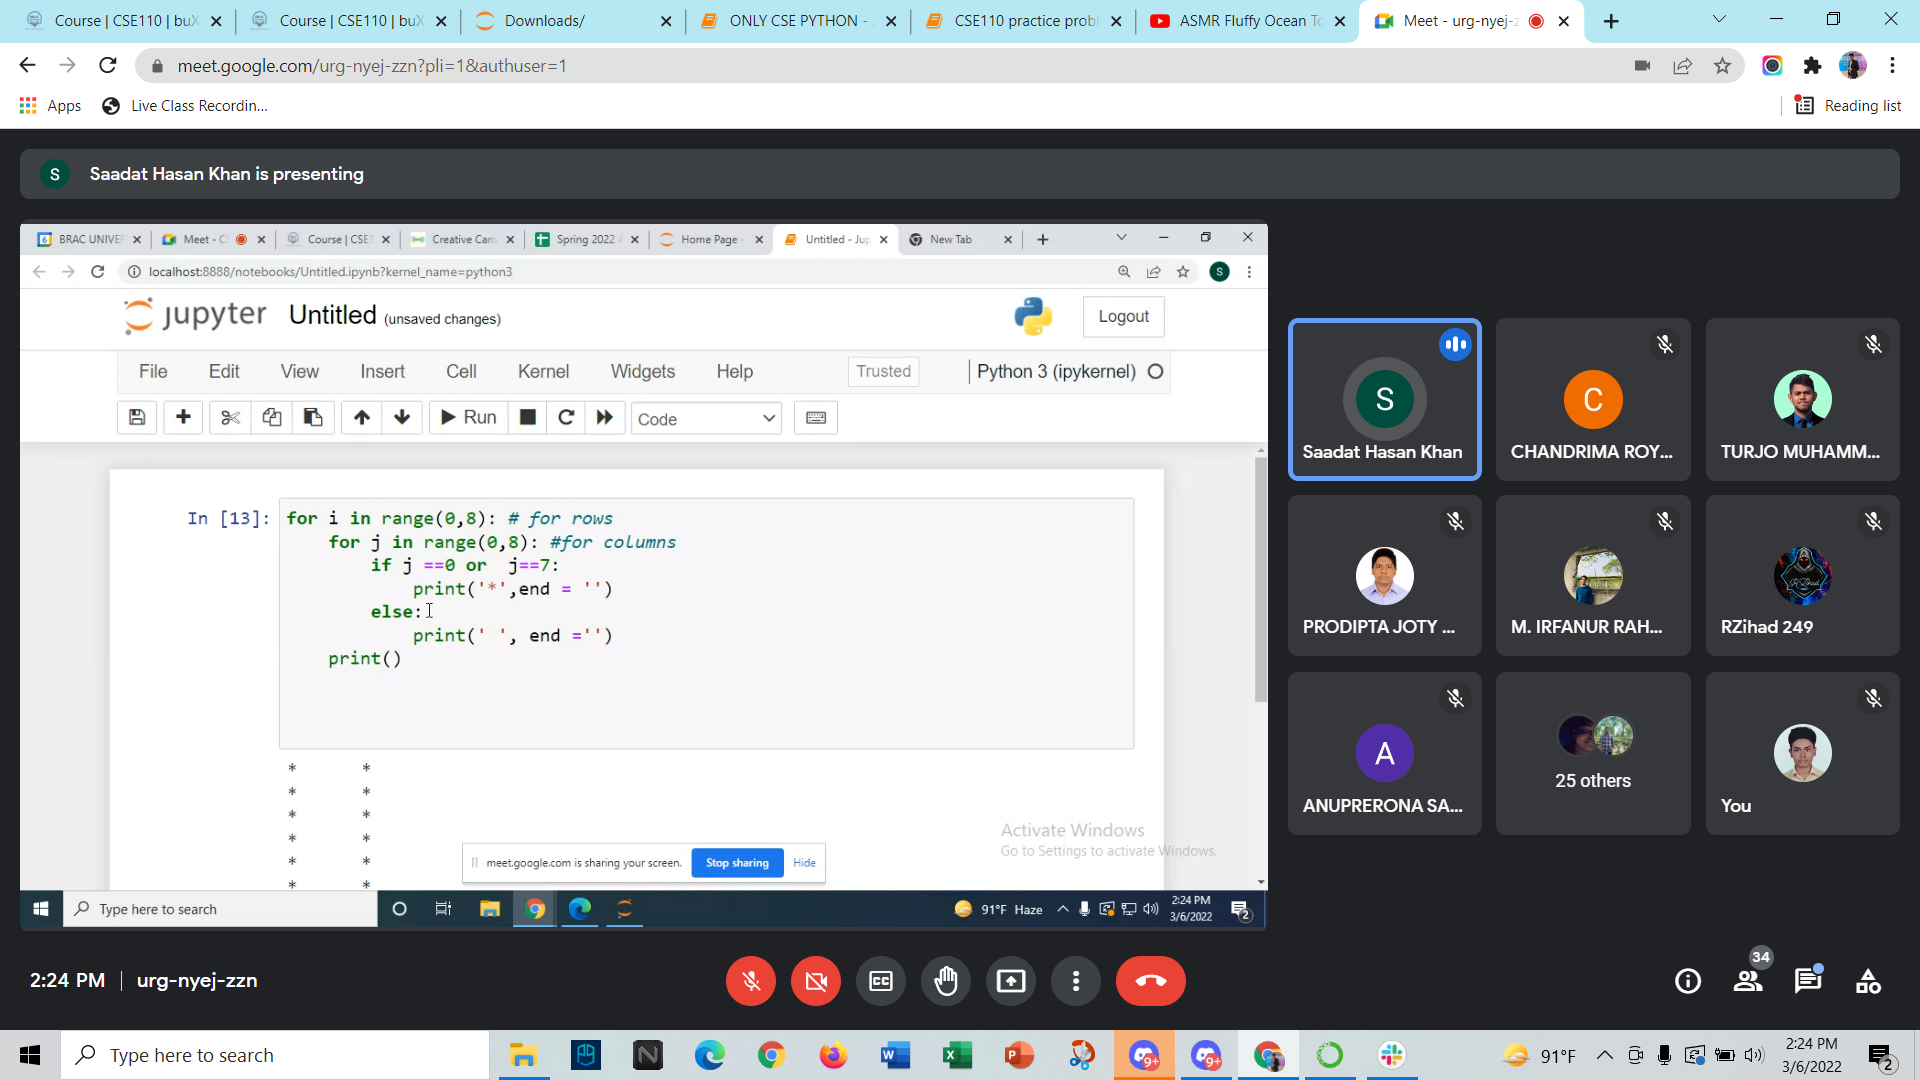 Course | CSE110 | buX
Course | CSE110 | buX
Downloads/
ONLY CSE PYTHON -
CSE110 practice probl
ASMR Fluffy Ocean To
Meet - urg-nyej-z
meet.google.com/urg-nyej-zzn?pli=1&authuser=1
Apps
Live Class Recordin...
Reading list
S
Saadat Hasan Khan is presenting
6
BRAC UNIVER
Meet - C
Course | CSE
Creative Can
Spring 2022
Home Page -
Untitled - Jup
New Tab
localhost:8888/notebooks/Untitled.ipynb?kernel_name=python3
S
jupyter Untitled (unsaved changes)
Logout
File Edit View Insert Cell Kernel Widgets Help
Trusted
Python 3 (ipykernel)
Run
Code
In [13]:
for i in range(0,8): # for rows
    for j in range(0,8): #for columns
        if j ==0 or  j==7:
            print('*',end = '')
        else:
            print(' ', end ='')
    print()
*      *
*      *
*      *
*      *
*      *
*      *
Activate Windows
Go to Settings to activate Windows.
meet.google.com is sharing your screen.
Stop sharing
Hide
Type here to search
91°F Haze
2:24 PM
3/6/2022
2
S
Saadat Hasan Khan
C
CHANDRIMA ROY...
TURJO MUHAMM...
PRODIPTA JOTY ...
M. IRFANUR RAH...
RZihad 249
A
ANUPRERONA SA...
25 others
You
2:24 PM
urg-nyej-zzn
34
Type here to search
N
W
X
P
9+
9+
91°F
2:24 PM
3/6/2022
2